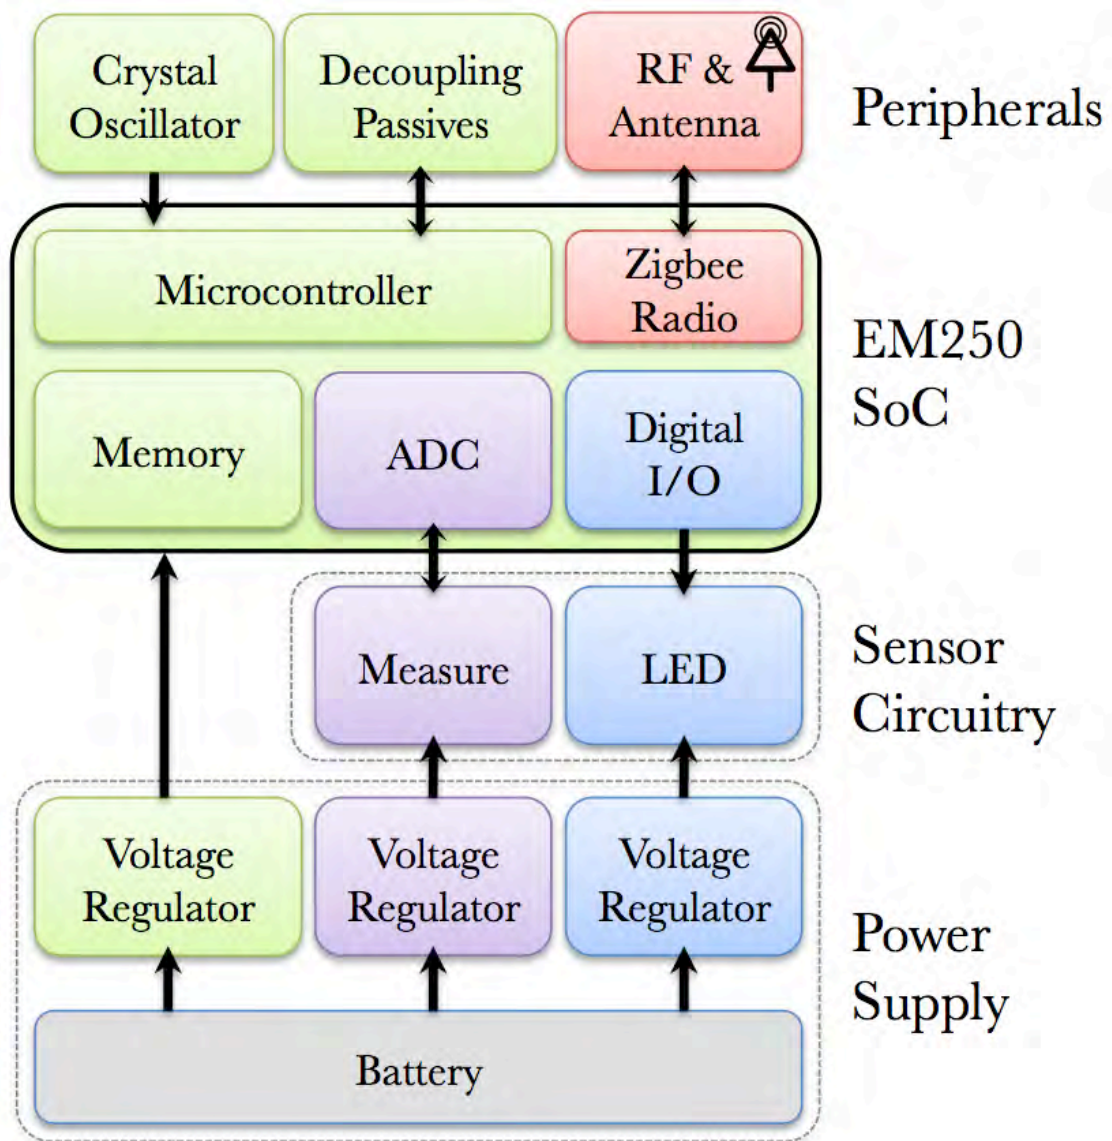 Crystal
Oscillator
Decoupling
Passives
RF &
Antenna
Peripherals
Microcontroller
Zigbee
Radio
EM250
SoC
Memory
ADC
Digital
I/O
Measure
LED
Sensor
Circuitry
Voltage
Regulator
Voltage
Regulator
Voltage
Regulator
Power
Supply
Battery